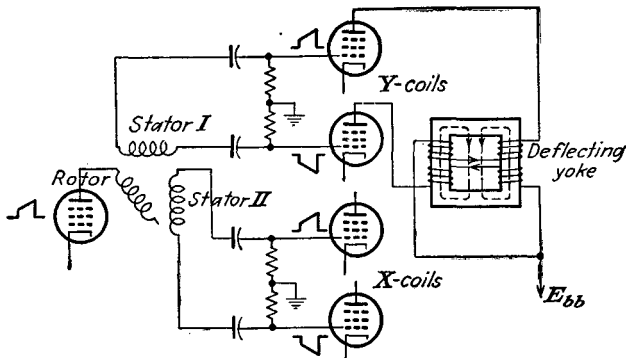 Y-coils
Stator I
Deflecting
yoke
Rotor
Stator II
X-coils
Ebb